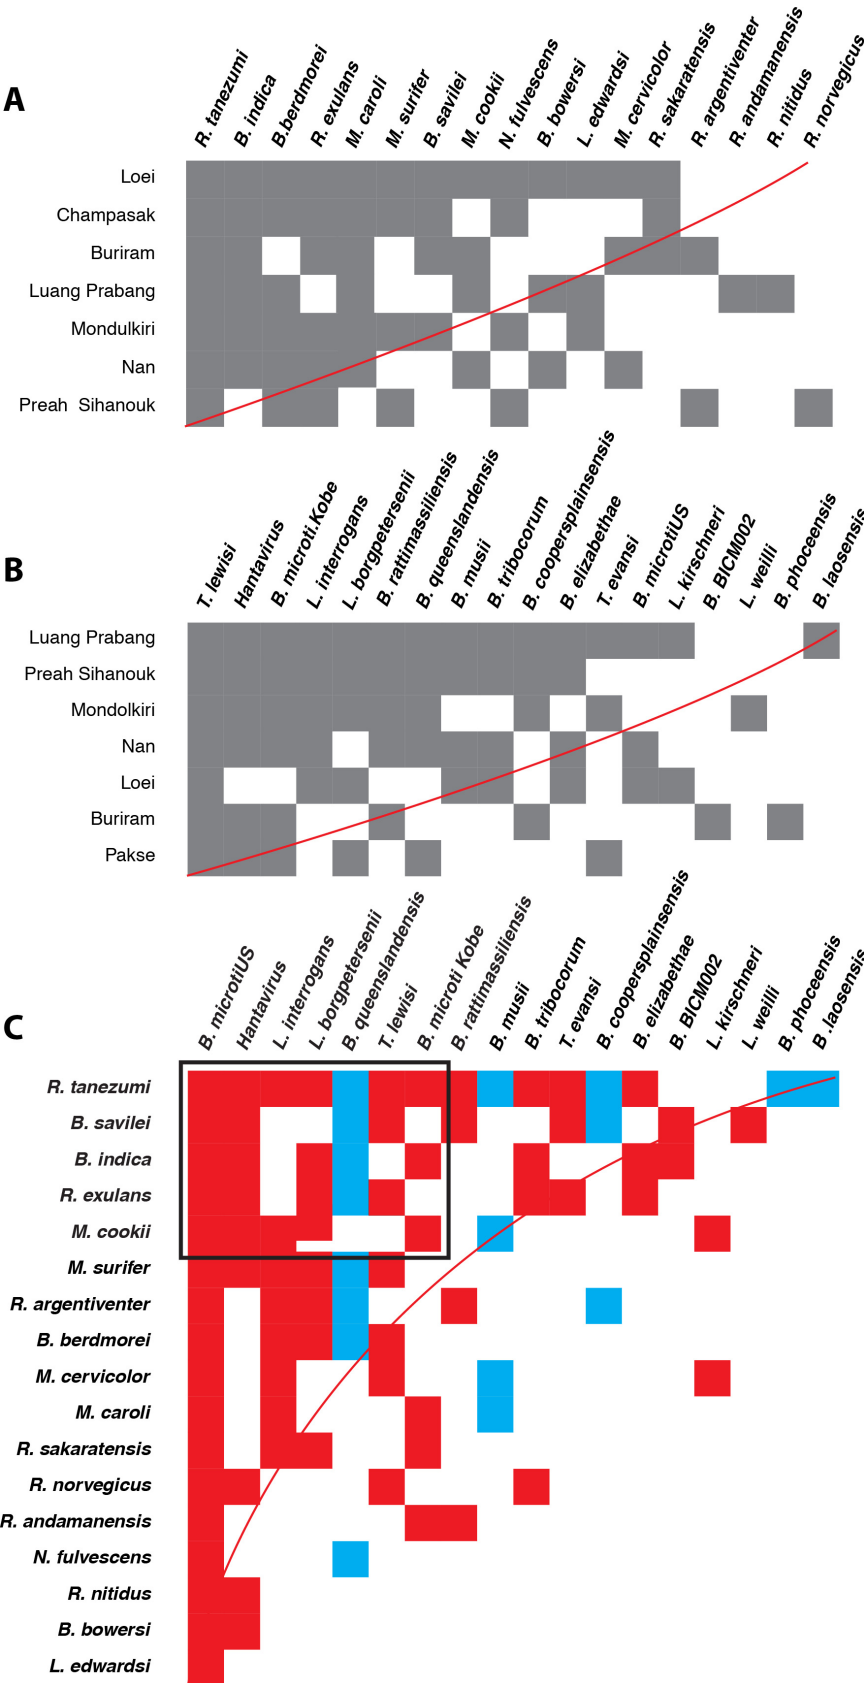 A
R. tanezumi
B. indica
B.berdmorei
R. exulans
M. caroli
M. surifer
B. savilei
M. cookii
N. fulvescens
B. bowersi
L. edwardsi
M. cervicolor
R. sakaratensis
R. argentiventer
R. andamanensis
R. nitidus
R. norvegicus
Loei
Champasak
Buriram
Luang Prabang
Mondulkiri
Nan
Preah Sihanouk
B
T. lewisi
Hantavirus
B. microti.Kobe
L. interrogans
L. borgpetersenii
B. rattimassiliensis
B. queenslandensis
B. musii
B. tribocorum
B. coopersplainsensis
B. elizabethae
T. evansi
B. microtiUS
L. kirschneri
B. BICM002
L. weilli
B. phoceensis
B. laosensis
Luang Prabang
Preah Sihanouk
Mondolkiri
Nan
Loei
Buriram
Pakse
C
B. microtiUS
Hantavirus
L. interrogans
L. borgpetersenii
B. queenslandensis
T. lewisi
B. microti Kobe
B. rattimassiliensis
B. musii
B. tribocorum
T. evansi
B. coopersplainsensis
B. elizabethae
B. BICM002
L. kirschneri
L. weilli
B. phoceensis
B .laosensis
R. tanezumi
B. savilei
B. indica
R. exulans
M. cookii
M. surifer
R. argentiventer
B. berdmorei
M. cervicolor
M. caroli
R. sakaratensis
R. norvegicus
R. andamanensis
N. fulvescens
R. nitidus
B. bowersi
L. edwardsi